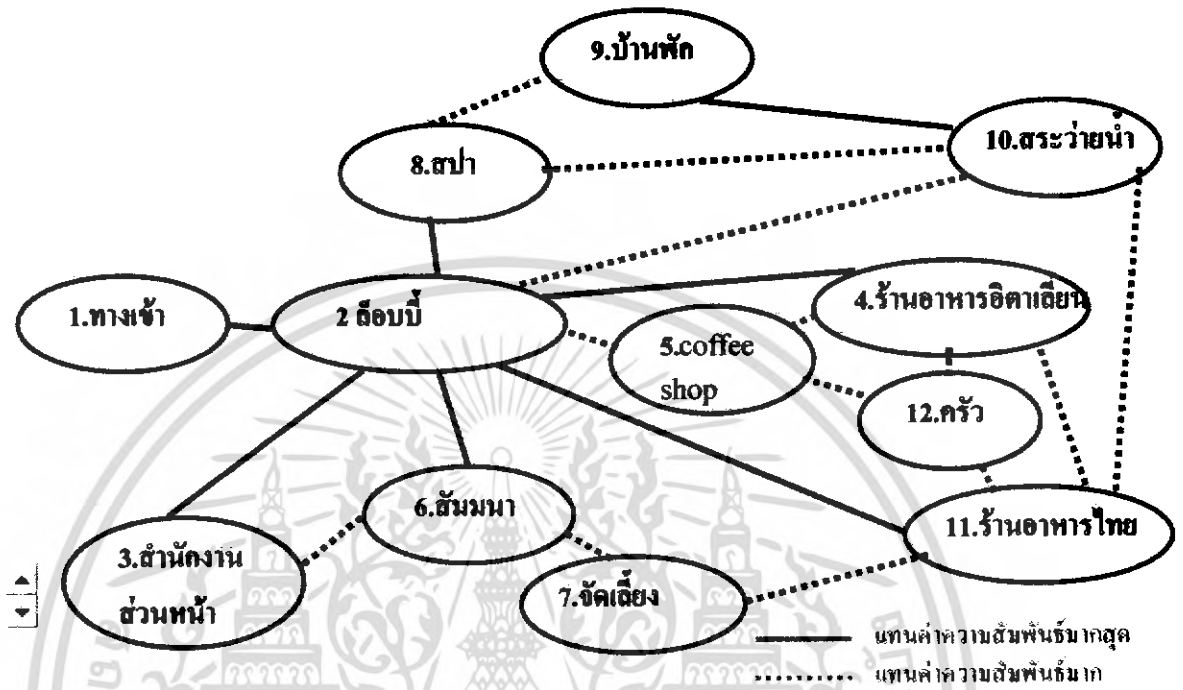 9.บ้านพัก
10.สระว่ายน้ำ
8.สปา
1.ทางเข้า
2 ล็อบบี้
4.ร้านอาหารอิตาเลียน
5.coffee
shop
12.ครัว
6.สัมมนา
11.ร้านอาหารไทย
3.สำนักงาน
ส่วนหน้า
7.จัดเลี้ยง
แทนค่าความสัมพันธ์มากสุด
แทนค่าความสัมพันธ์มาก